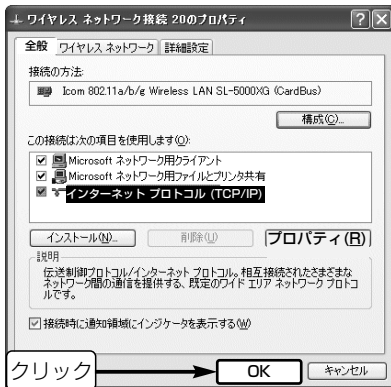 ワイヤレス ネットワーク接続 20のプロパティ
全般 ワイヤレス ネットワーク 詳細設定
接続の方法:
Icom 802.11a/b/g Wireless LAN SL-5000XG (CardBus)
構成(C)...
この接続は次の項目を使用します(O):
Microsoft ネットワーク用クライアント
Microsoft ネットワーク用ファイルとプリンタ共有
インターネット プロトコル (TCP/IP)
インストール(N)... 削除(U) プロパティ(R)
説明
伝送制御プロトコル/インターネット プロトコル。相互接続されたさまざまな
ネットワーク間の通信を提供する、既定のワイド エリア ネットワーク プロトコ
ルです。
接続時に通知領域にインジケータを表示する(W)
クリック OK キャンセル